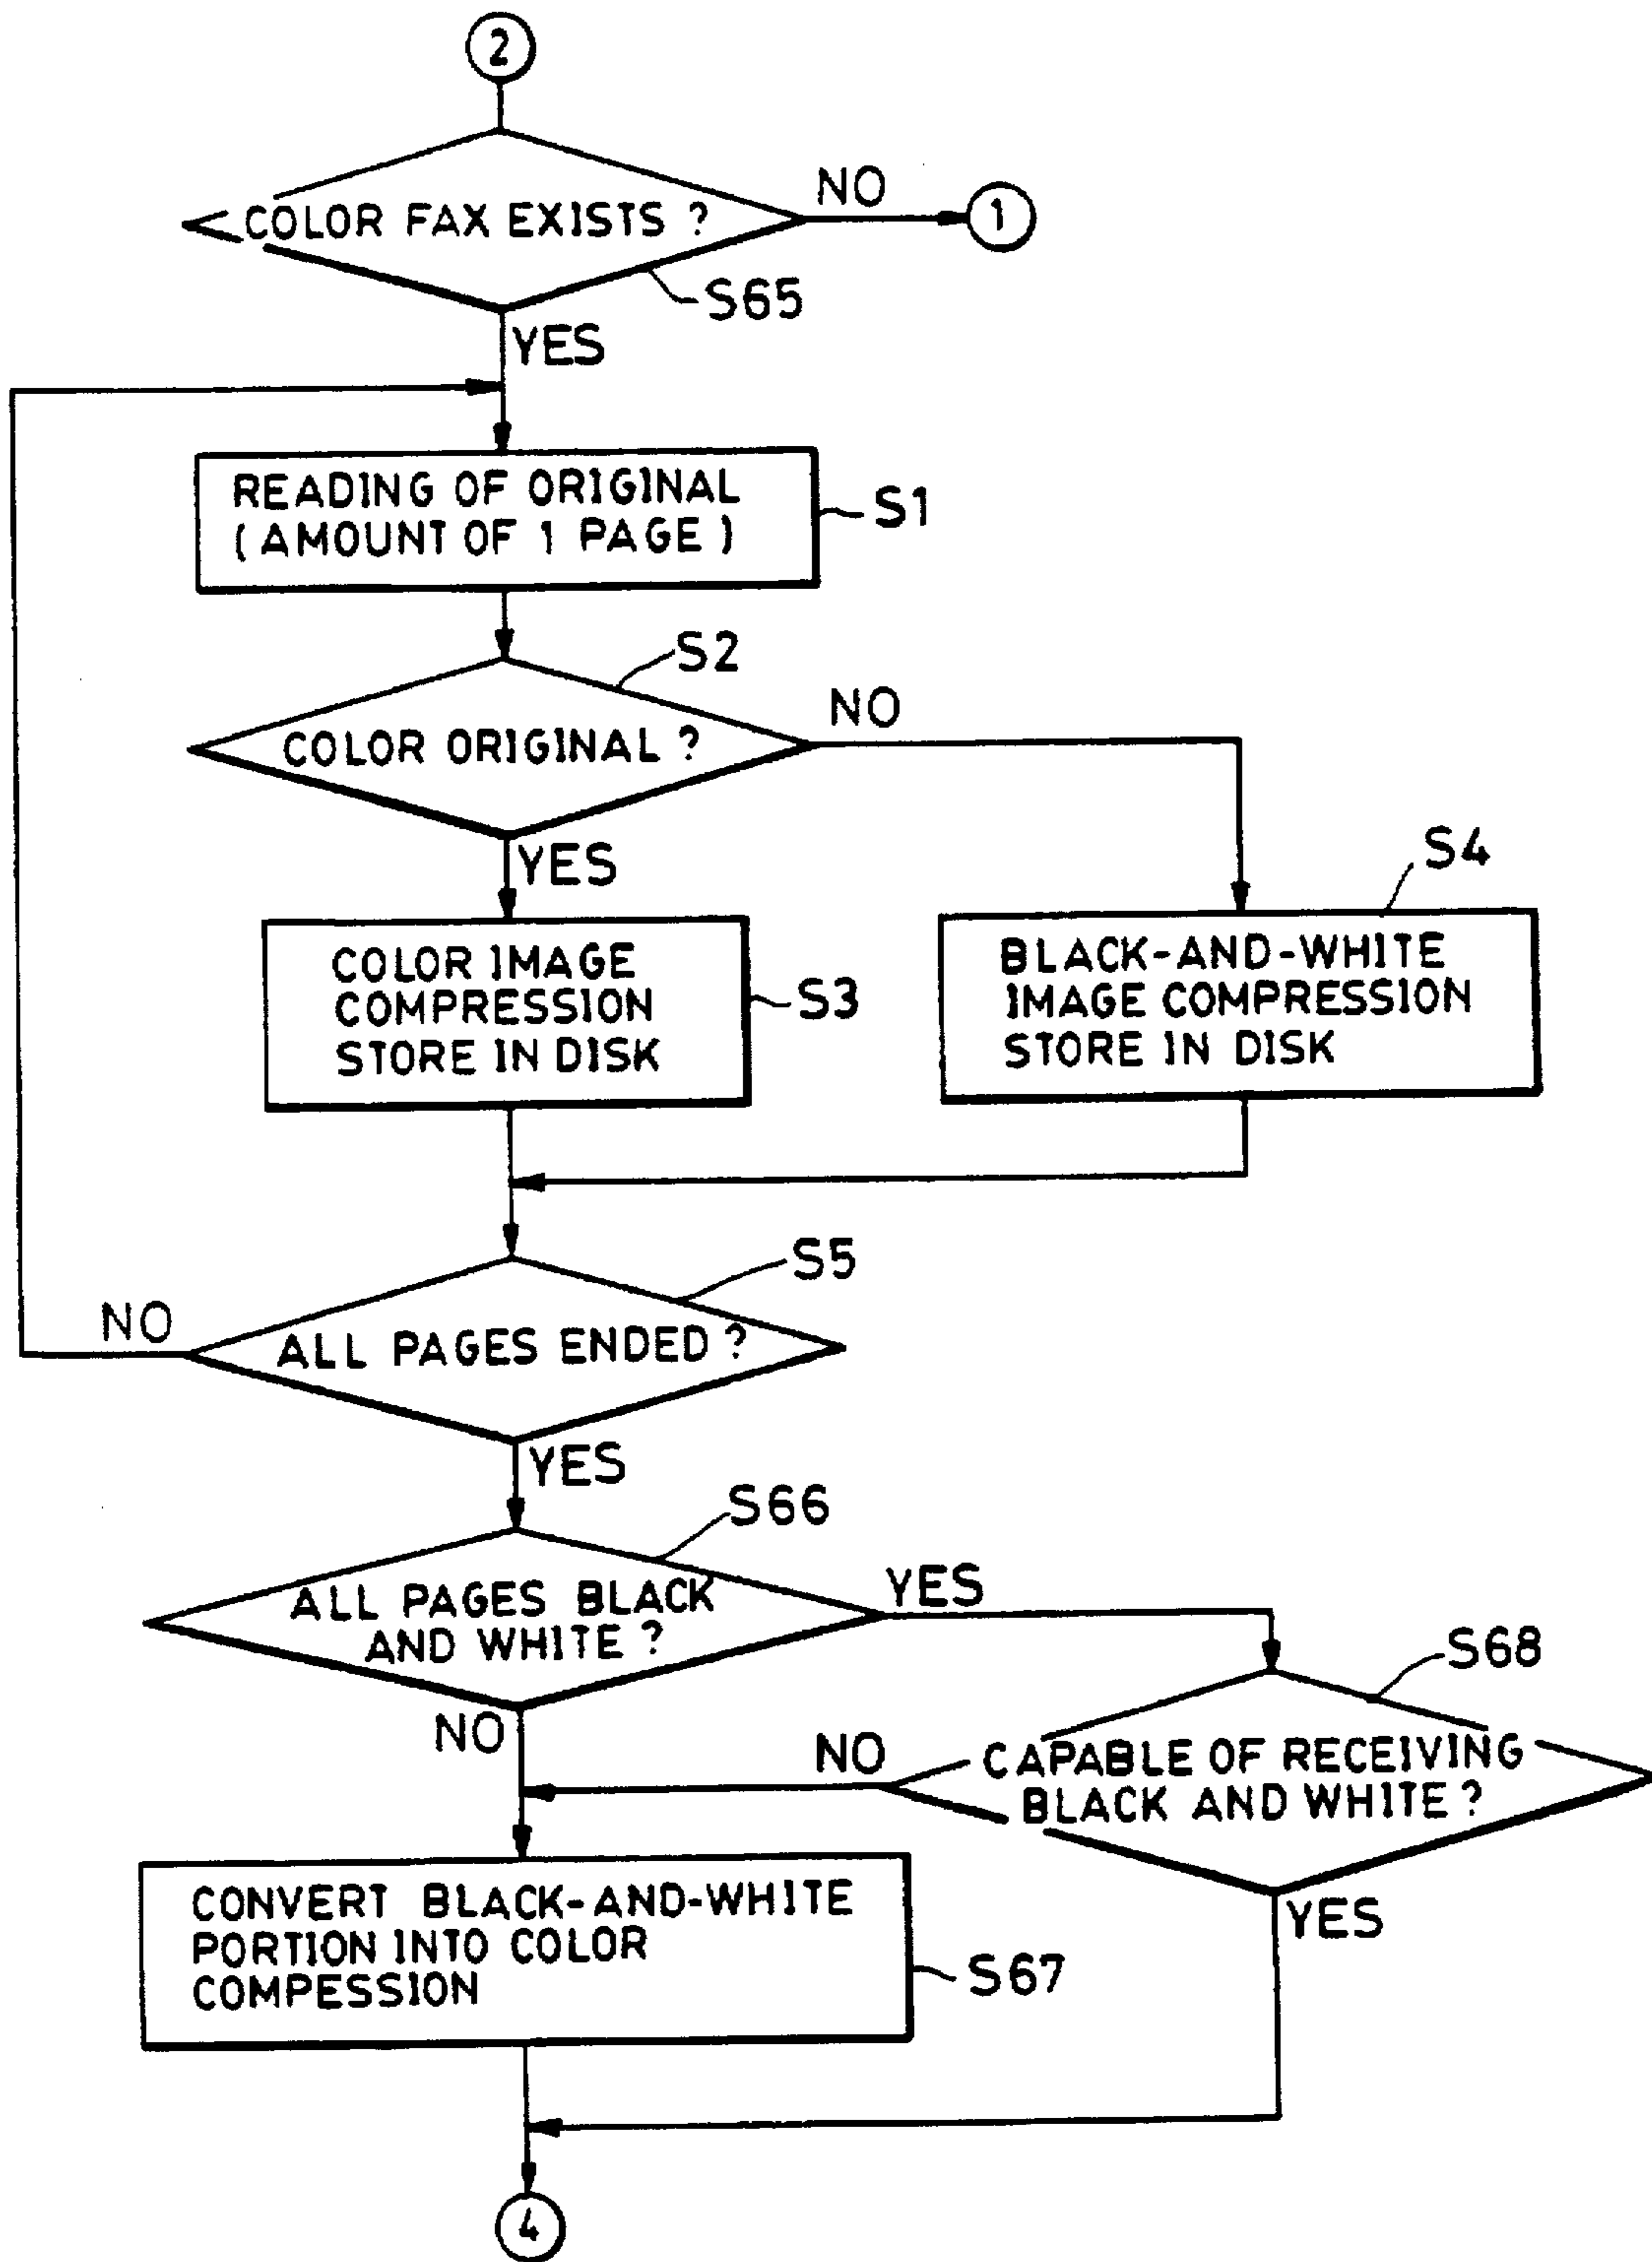 2
COLOR FAX EXISTS ?
NO
1
S65
YES
READING OF ORIGINAL
( AMOUNT OF 1 PAGE )
S1
S2
COLOR ORIGINAL ?
NO
YES
S4
COLOR IMAGE
COMPRESSION
STORE IN DISK
S3
BLACK-AND-WHITE
IMAGE COMPRESSION
STORE IN DISK
S5
NO
ALL PAGES ENDED ?
YES
S66
ALL PAGES BLACK
AND WHITE ?
YES
S68
NO
NO
CAPABLE OF RECEIVING
BLACK AND WHITE ?
CONVERT BLACK-AND-WHITE
PORTION INTO COLOR
COMPESSION
S67
YES
4